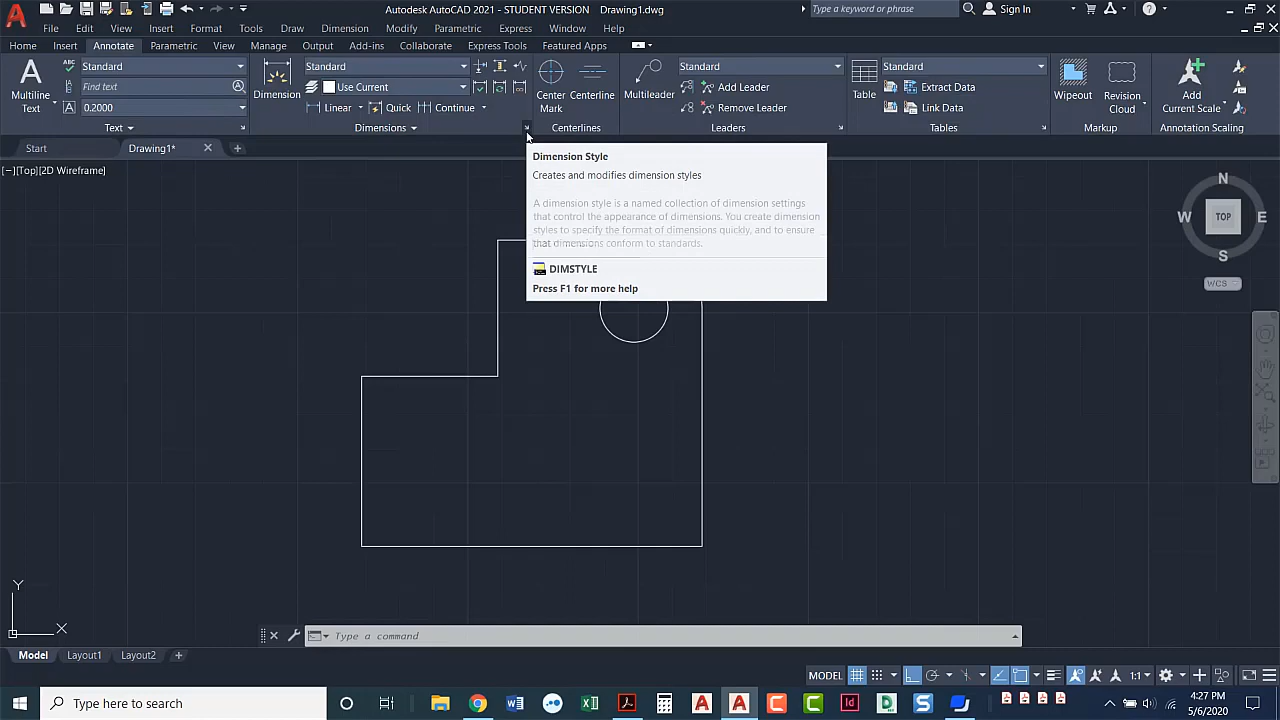 Autodesk AutoCAD 2021 - STUDENT VERSION Drawing1.dwg
Type a keyword or phrase
Sign In
File Edit View Insert Format Tools Draw Dimension Modify Parametric Express Window Help
Home Insert Annotate Parametric View Manage Output Add-ins Collaborate Express Tools Featured Apps
Multiline Text
ABC
Standard
Find text
0.2000
Text
Dimension
Standard
Use Current
Linear Quick Continue
Dimensions
Center Mark
Centerline
Centerlines
Multileader
Standard
Add Leader
Remove Leader
Leaders
Table
Standard
Extract Data
Link Data
Tables
Wipeout
Revision Cloud
Markup
Add Current Scale
Annotation Scaling
Start
Drawing1*
[−][Top][2D Wireframe]
Dimension Style
Creates and modifies dimension styles
A dimension style is a named collection of dimension settings
that control the appearance of dimensions. You create dimension
styles to specify the format of dimensions quickly, and to ensure
that dimensions conform to standards.
DIMSTYLE
Press F1 for more help
N
W TOP E
S
WCS
Y
X
Type a command
Model Layout1 Layout2
MODEL
1:1
Type here to search
4:27 PM
5/6/2020